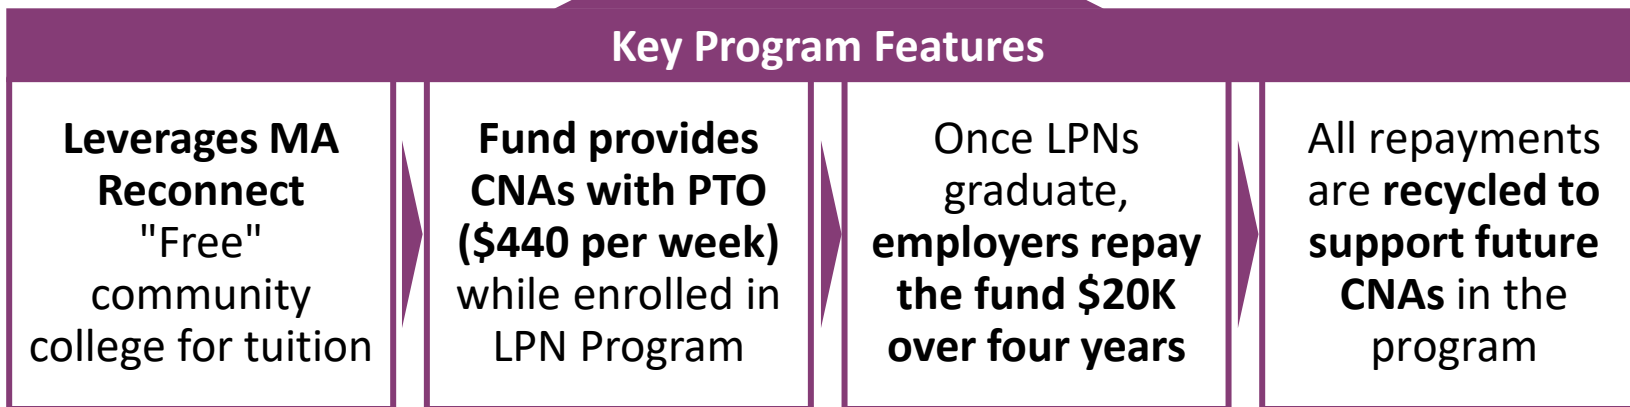 Key Program Features
Leverages MA
Reconnect
"Free"
community
college for tuition
Fund provides
CNAs with PTO
($440 per week)
while enrolled in
LPN Program
Once LPNs
graduate,
employers repay
the fund $20K
over four years
All repayments
are recycled to
support future
CNAs in the
program